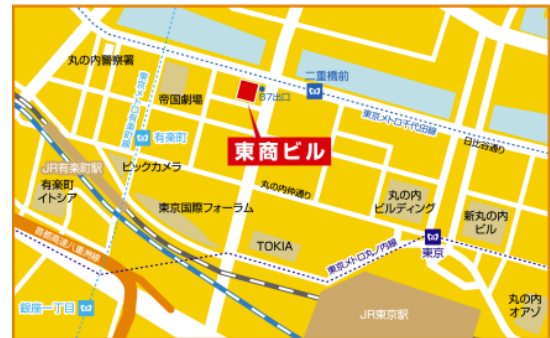 丸の内警察署
二重橋前
東京メトロ有楽町線
帝国劇場
B7出口
東京メトロ千代田線
有楽町
日比谷通り
東商ビル
JR有楽町駅
ビックカメラ
有楽町
イトシア
丸の内仲通り
丸の内
ビルディング
東京国際フォーラム
新丸の内
ビル
首都高速八重洲線
TOKIA
東京メトロ丸ノ内線
東京
銀座一丁目
JR東京駅
丸の内
オアゾ